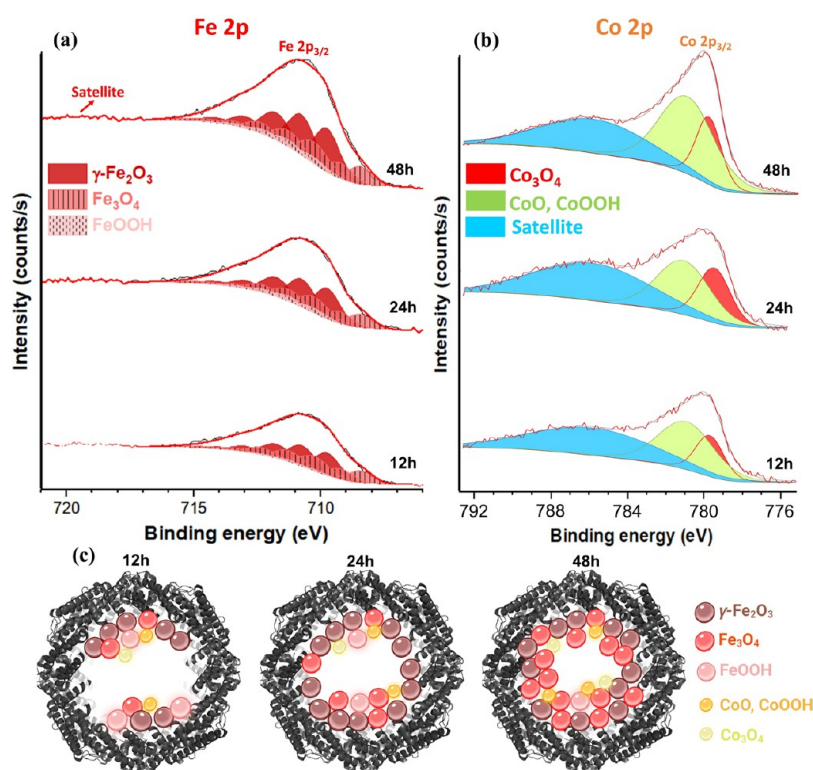 (a)
Fe 2p
Fe 2p3/2
Satellite
γ-Fe2O3
Fe3O4
FeOOH
48h
24h
12h
Intensity (counts/s)
720
715
710
Binding energy (eV)
(b)
Co 2p
Co 2p3/2
Co3O4
CoO, CoOOH
Satellite
48h
24h
12h
Intensity (counts/s)
792
788
784
780
776
Binding energy (eV)
(c)
12h
24h
48h
γ-Fe2O3
Fe3O4
FeOOH
CoO, CoOOH
Co3O4